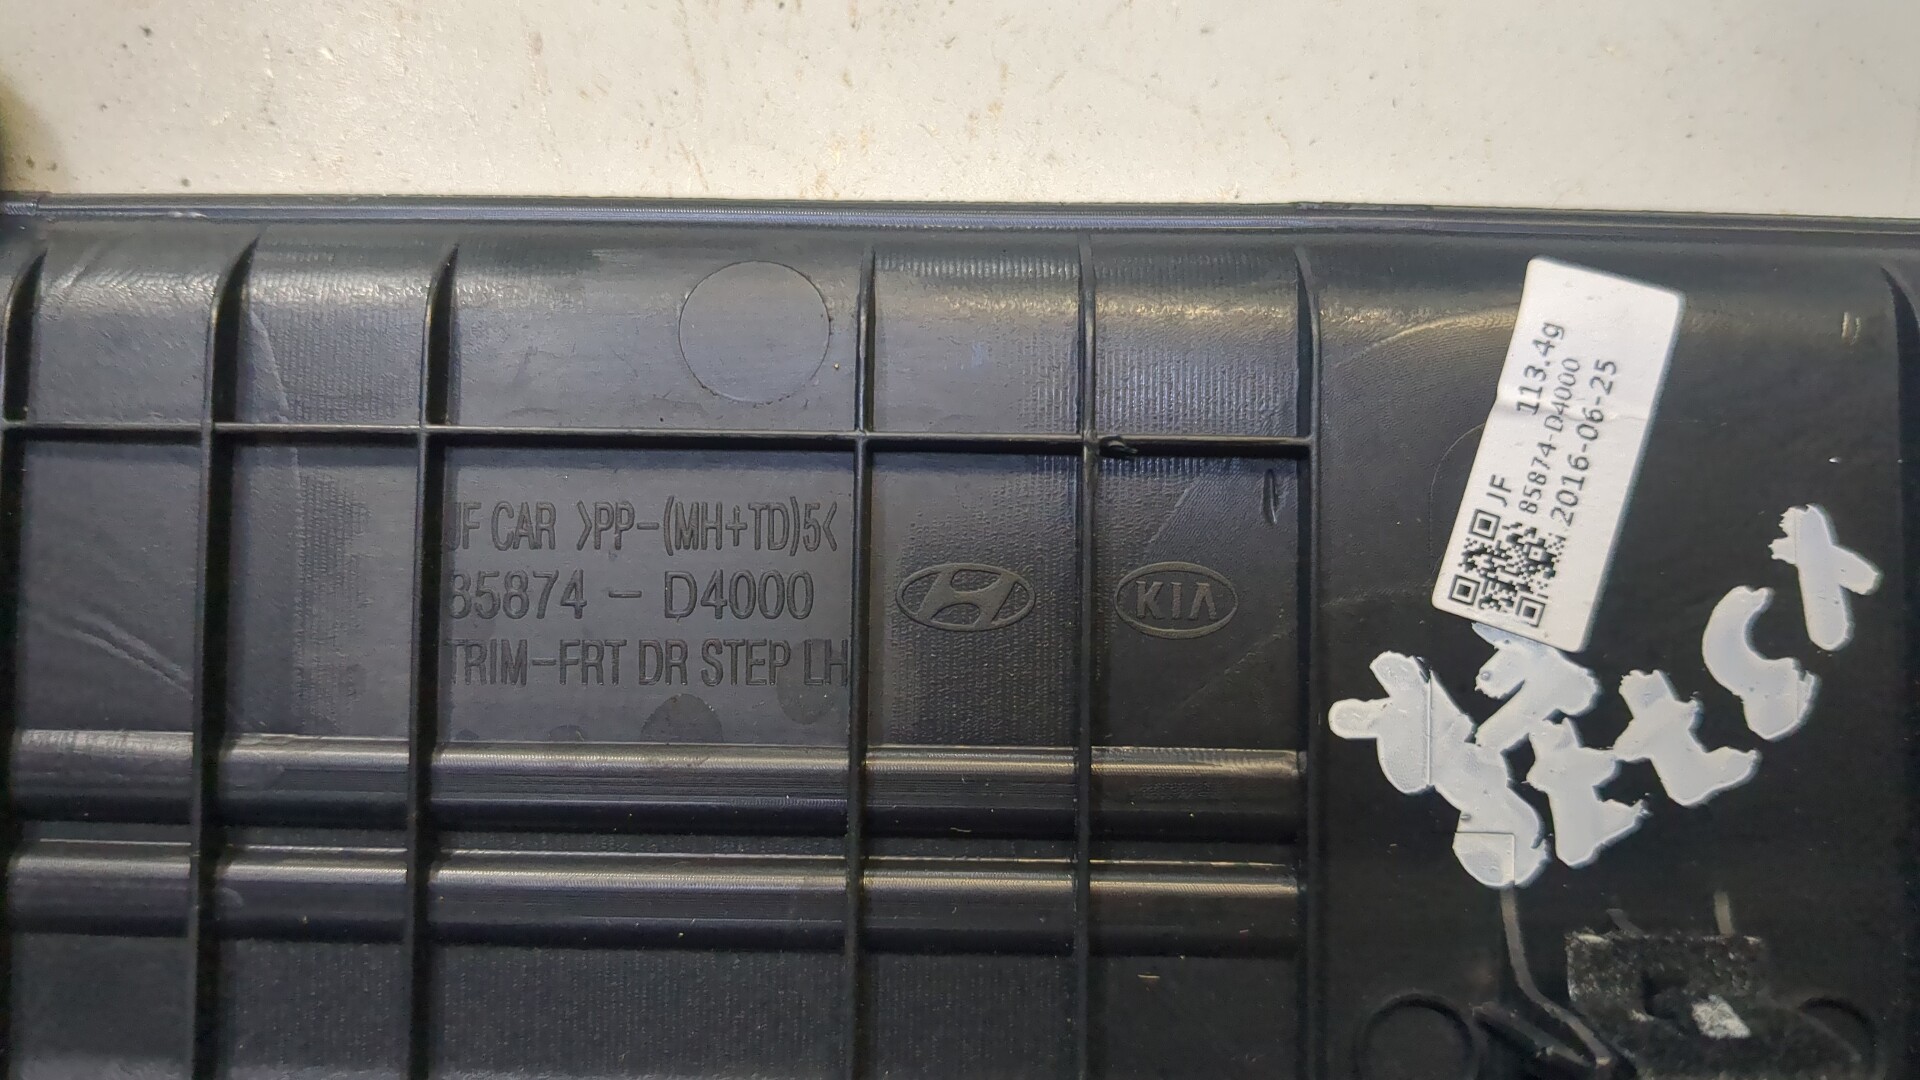 JF CAR >PP-(MH+TD)5<
85874 - D4000
TRIM-FRT DR STEP LH
KIA
JF 113.4g
85874-D4000
2016-06-25